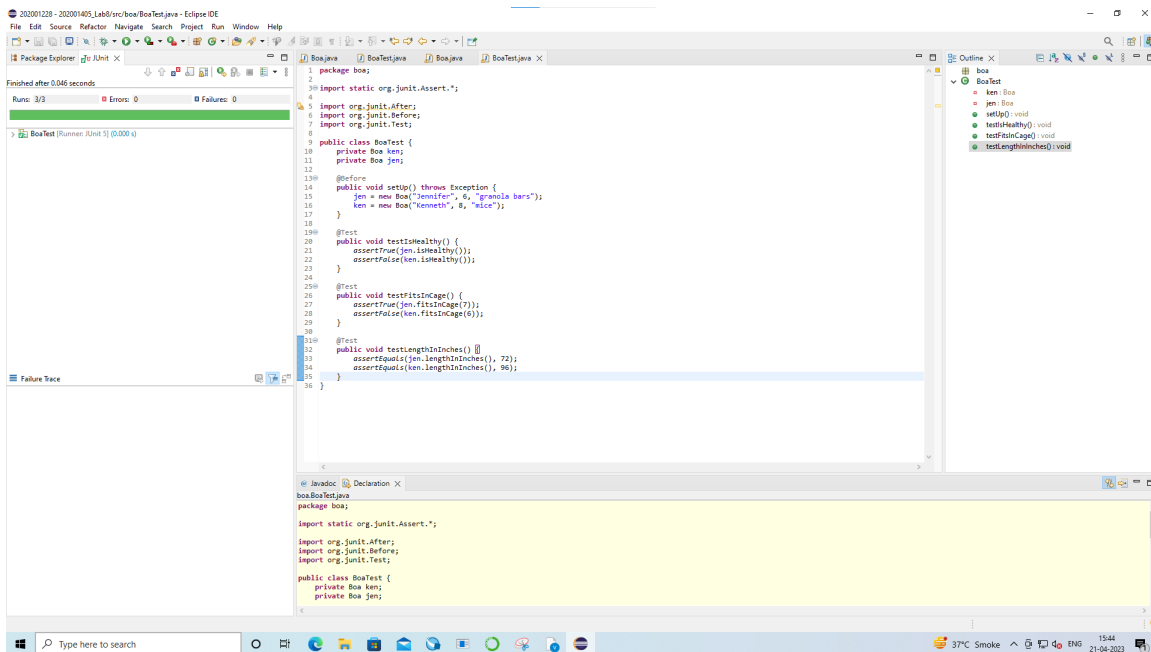 202001228 - 202001405_Lab8/src/boa/BoaTest.java - Eclipse IDE
File Edit Source Refactor Navigate Search Project Run Window Help
Package Explorer JUnit
Finished after 0.046 seconds
Runs: 3/3 Errors: 0 Failures: 0
BoaTest [Runner: JUnit 5] (0.000 s)
Failure Trace
Boa.java BoaTest.java Boa.java BoaTest.java
1 package boa;
2
3 import static org.junit.Assert.*;
4
5 import org.junit.After;
6 import org.junit.Before;
7 import org.junit.Test;
8
9 public class BoaTest {
10 private Boa ken;
11 private Boa jen;
12
13 @Before
14 public void setUp() throws Exception {
15 jen = new Boa("Jennifer", 6, "granola bars");
16 ken = new Boa("Kenneth", 8, "mice");
17 }
18
19 @Test
20 public void testIsHealthy() {
21 assertTrue(jen.isHealthy());
22 assertFalse(ken.isHealthy());
23 }
24
25 @Test
26 public void testFitsInCage() {
27 assertTrue(jen.fitsInCage(7));
28 assertFalse(ken.fitsInCage(6));
29 }
30
31 @Test
32 public void testLengthInInches() {
33 assertEquals(jen.lengthInInches(), 72);
34 assertEquals(ken.lengthInInches(), 96);
35 }
36 }
Outline
boa
BoaTest
ken : Boa
jen : Boa
setUp() : void
testIsHealthy() : void
testFitsInCage() : void
testLengthInInches() : void
Javadoc Declaration
boa.BoaTest.java
package boa;

import static org.junit.Assert.*;

import org.junit.After;
import org.junit.Before;
import org.junit.Test;

public class BoaTest {
private Boa ken;
private Boa jen;
Type here to search
37°C Smoke ENG 15:44
21-04-2023